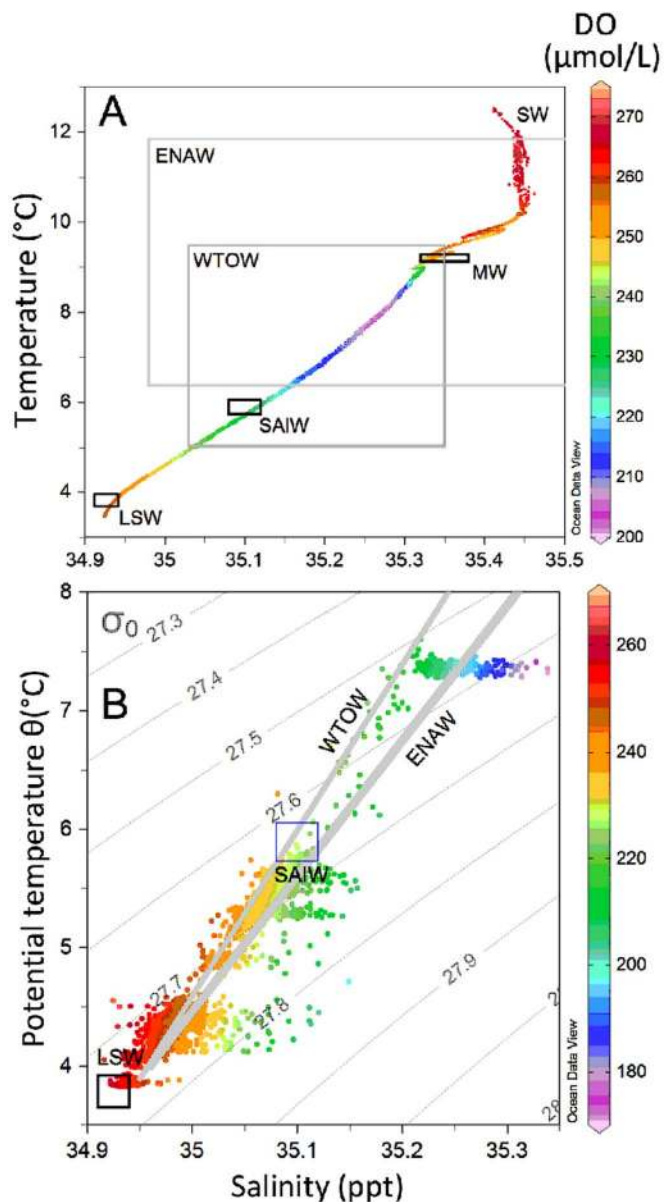 DO
(μmol/L)
A
SW
ENAW
WTOW
MW
SAIW
LSW
Temperature (°C)
12
10
8
6
4
34.9
35
35.1
35.2
35.3
35.4
35.5
270
260
250
240
230
220
210
200
Ocean Data View
σ0
27.3
27.4
27.5
27.6
27.7
27.8
27.9
B
WTOW
ENAW
SAIW
LSW
Potential temperature θ(°C)
8
7
6
5
4
34.9
35
35.1
35.2
35.3
Salinity (ppt)
260
240
220
200
180
Ocean Data View